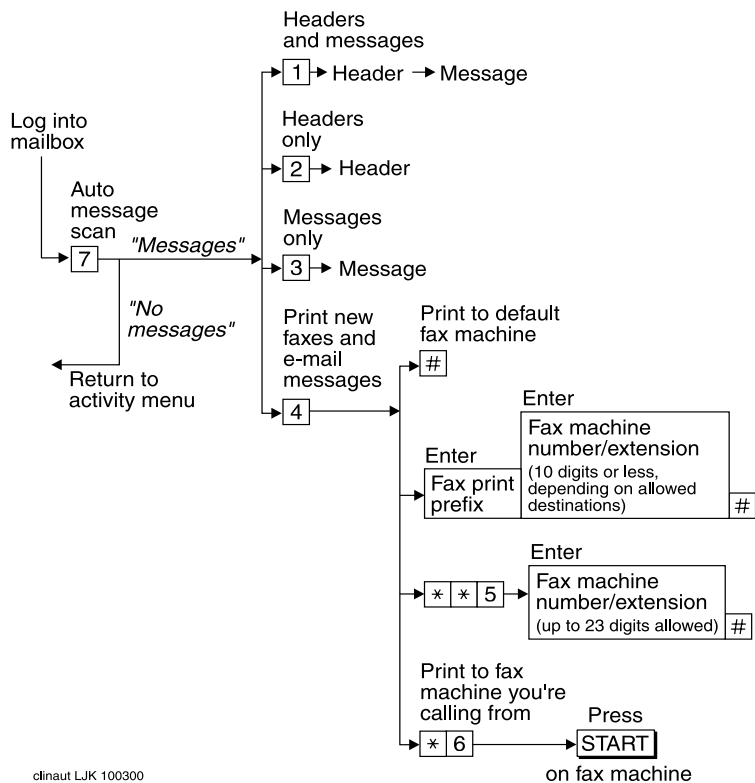 Headers
and messages
1 Header Message
Log into
mailbox
Headers
only
2 Header
Auto
message
scan
7
"Messages"
Messages
only
3 Message
"No
messages"
Return to
activity menu
Print new
faxes and
e-mail
messages
4
Print to default
fax machine
#
Enter
Fax print
prefix
Enter
Fax machine
number/extension
(10 digits or less,
depending on allowed
destinations)
#
Enter
* * 5
Fax machine
number/extension
(up to 23 digits allowed)
#
Print to fax
machine you're
calling from
* 6
Press
START
on fax machine
clinaut LJK 100300